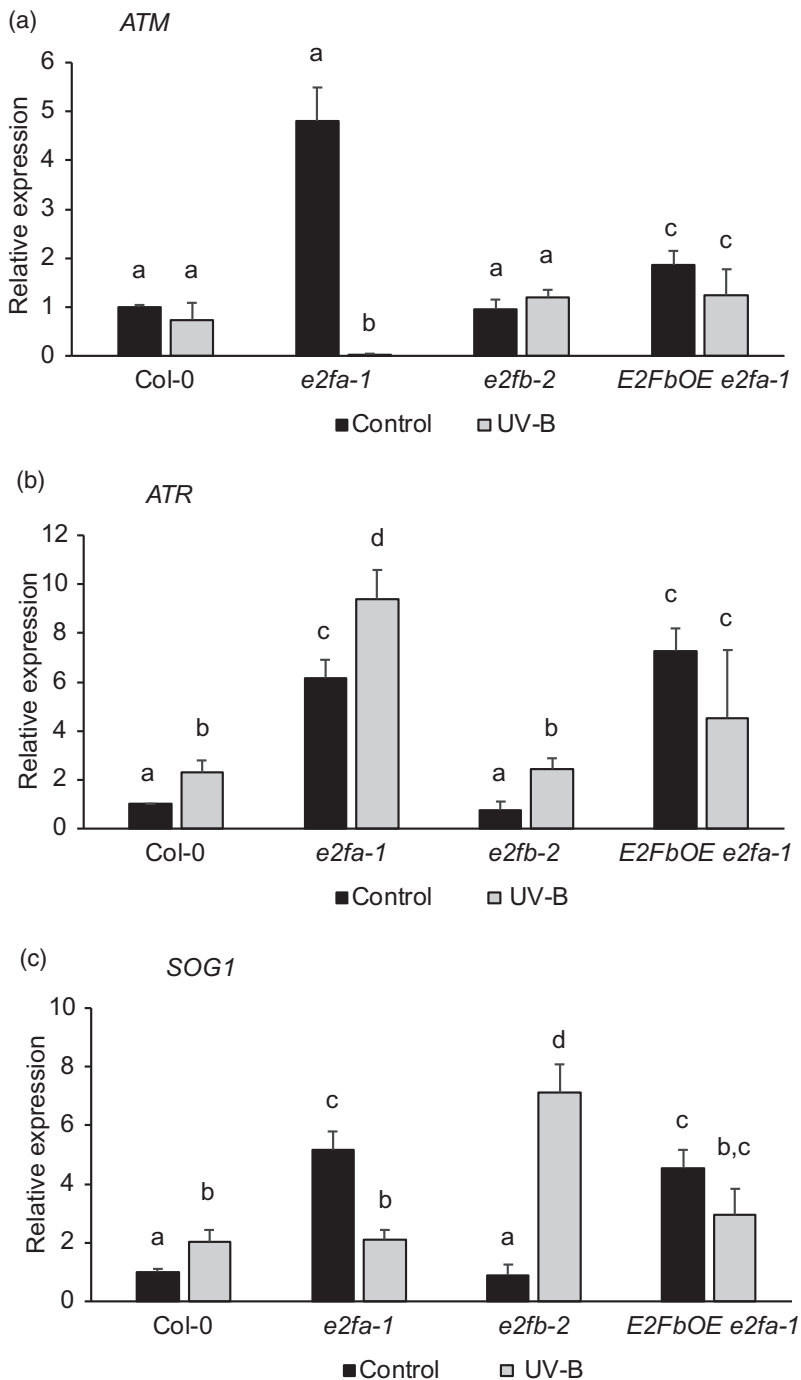 (a) ATM
Relative expression
6
5
4
3
2
1
0
a a a b a a c c
Col-0 e2fa-1 e2fb-2 E2FbOE e2fa-1
Control UV-B
(b) ATR
Relative expression
12
10
8
6
4
2
0
a b c d a b c c
Col-0 e2fa-1 e2fb-2 E2FbOE e2fa-1
Control UV-B
(c) SOG1
Relative expression
10
8
6
4
2
0
a b c b a d c b,c
Col-0 e2fa-1 e2fb-2 E2FbOE e2fa-1
Control UV-B